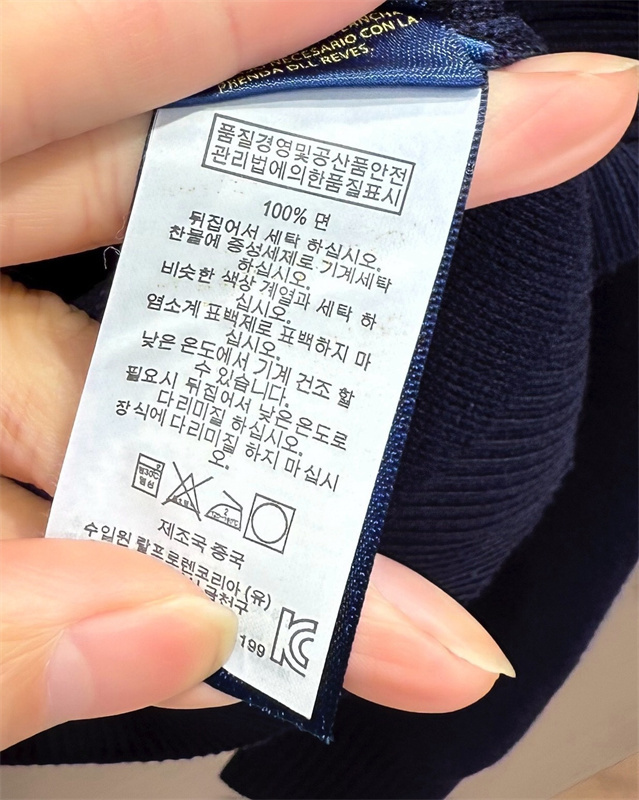 NECESARIO CON LA
PRENDA DLL REVES.
품질경영및공산품안전
관리법에의한품질표시
100% 면
뒤집어서 세탁 하십시오.
찬물에 중성세제로 기계세탁
하십시오.
비슷한 색상 계열과 세탁 하
십시오.
염소계 표백제로 표백하지 마
십시오.
낮은 온도에서 기계 건조 할
수 있습니다.
필요시 뒤집어서 낮은 온도로
다리미질 하십시오.
장식에 다리미질 하지 마십시
오.
제조국 중국
수입원 랄프로렌코리아 (유)
금천구
199